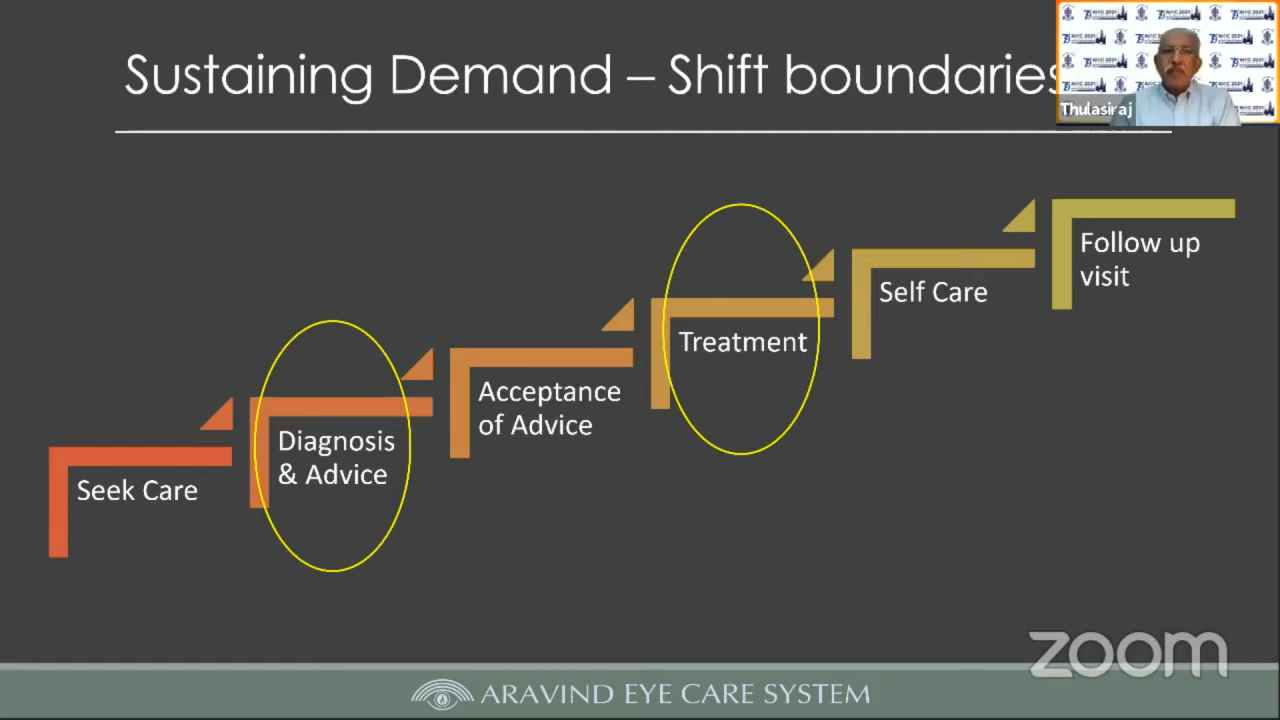 Sustaining Demand – Shift boundaries
Thulasiraj
Follow up
visit
Self Care
Treatment
Acceptance
of Advice
Diagnosis
& Advice
Seek Care
zoom
ARAVIND EYE CARE SYSTEM